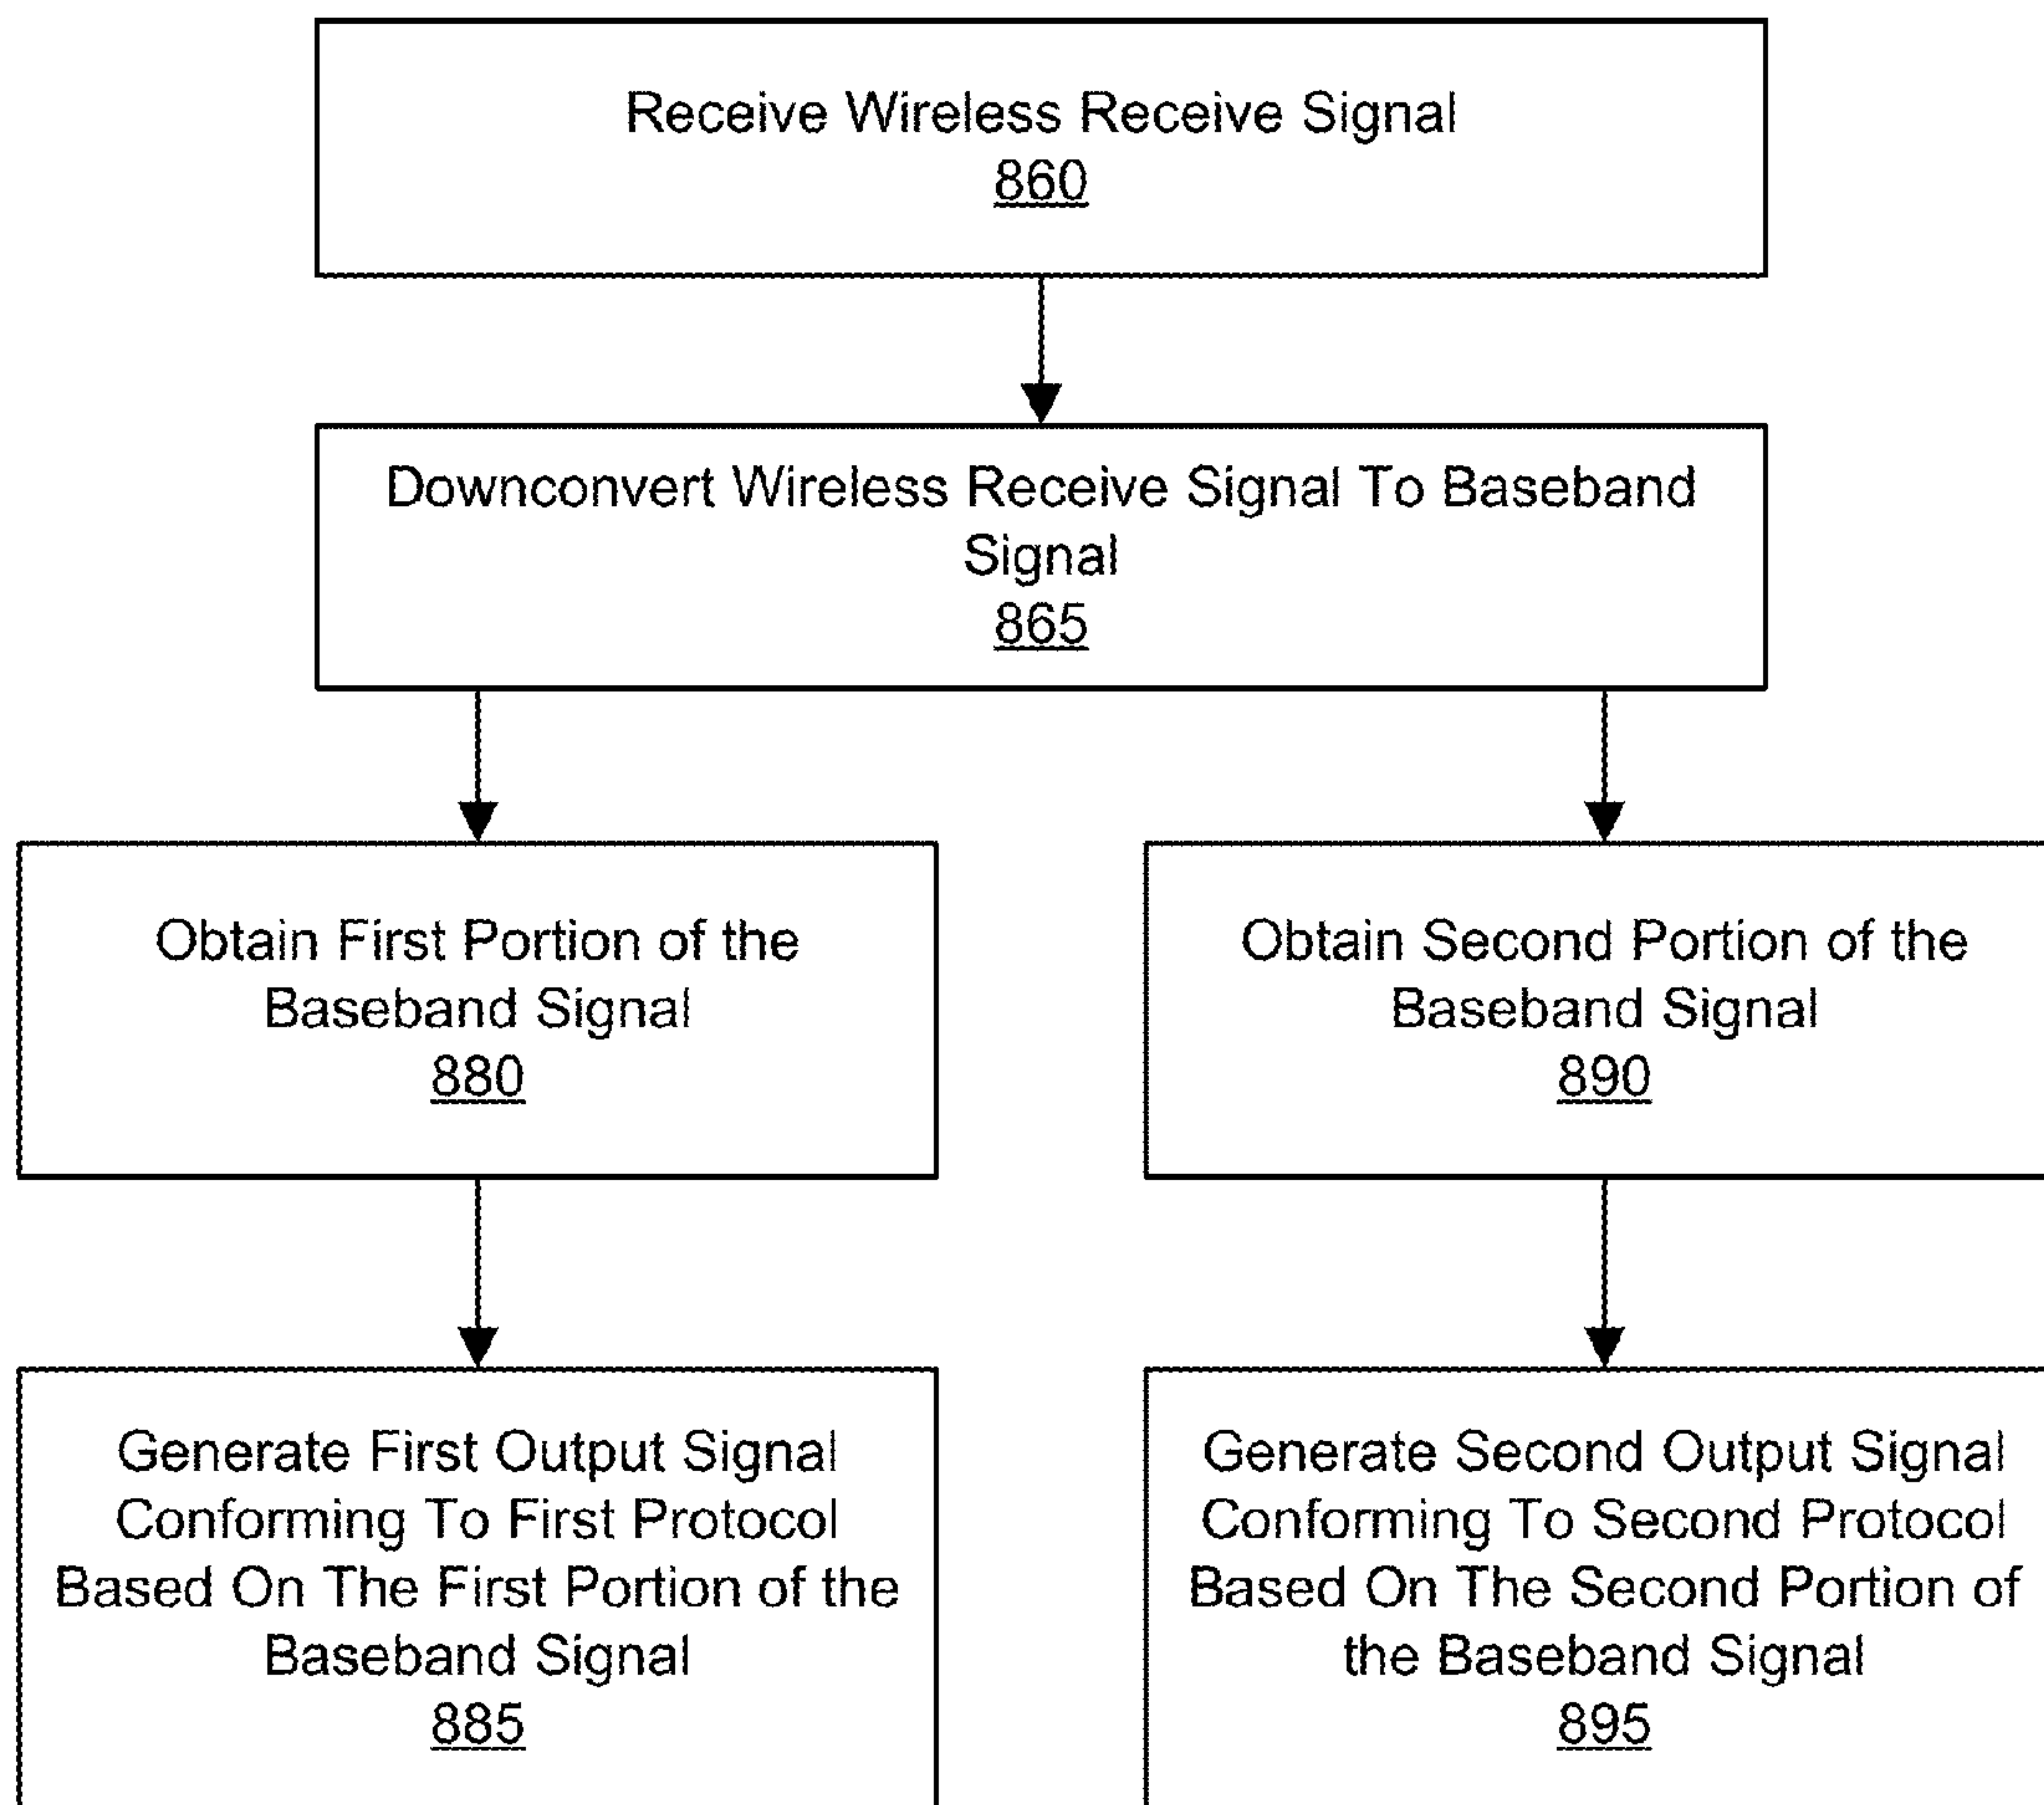 Receive Wireless Receive Signal
860
Downconvert Wireless Receive Signal To Baseband
Signal
865
Obtain First Portion of the
Baseband Signal
880
Obtain Second Portion of the
Baseband Signal
890
Generate First Output Signal
Conforming To First Protocol
Based On The First Portion of the
Baseband Signal
885
Generate Second Output Signal
Conforming To Second Protocol
Based On The Second Portion of
the Baseband Signal
895